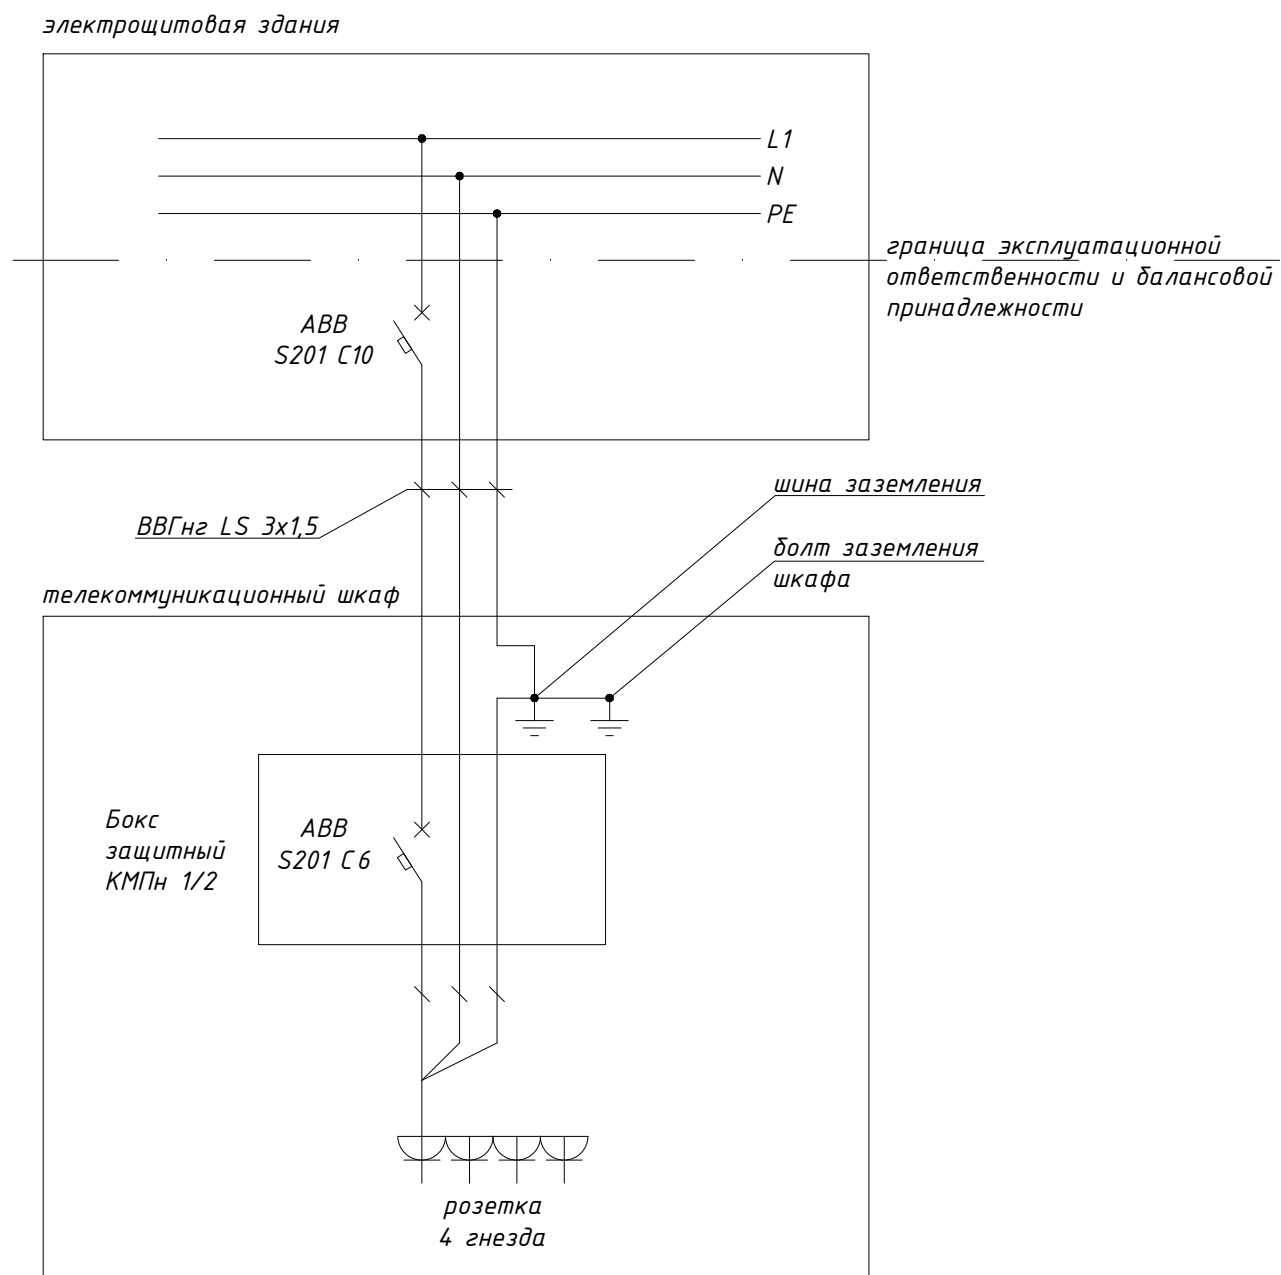 электрощитовая здания
L1
N
PE
граница эксплуатационной
ответственности и балансовой
принадлежности
ABB
S201 C10
шина заземления
ВВГнг LS 3х1,5
болт заземления
шкафа
телекоммуникационный шкаф
Бокс
защитный
КМПн 1/2
ABB
S201 C6
розетка
4 гнезда